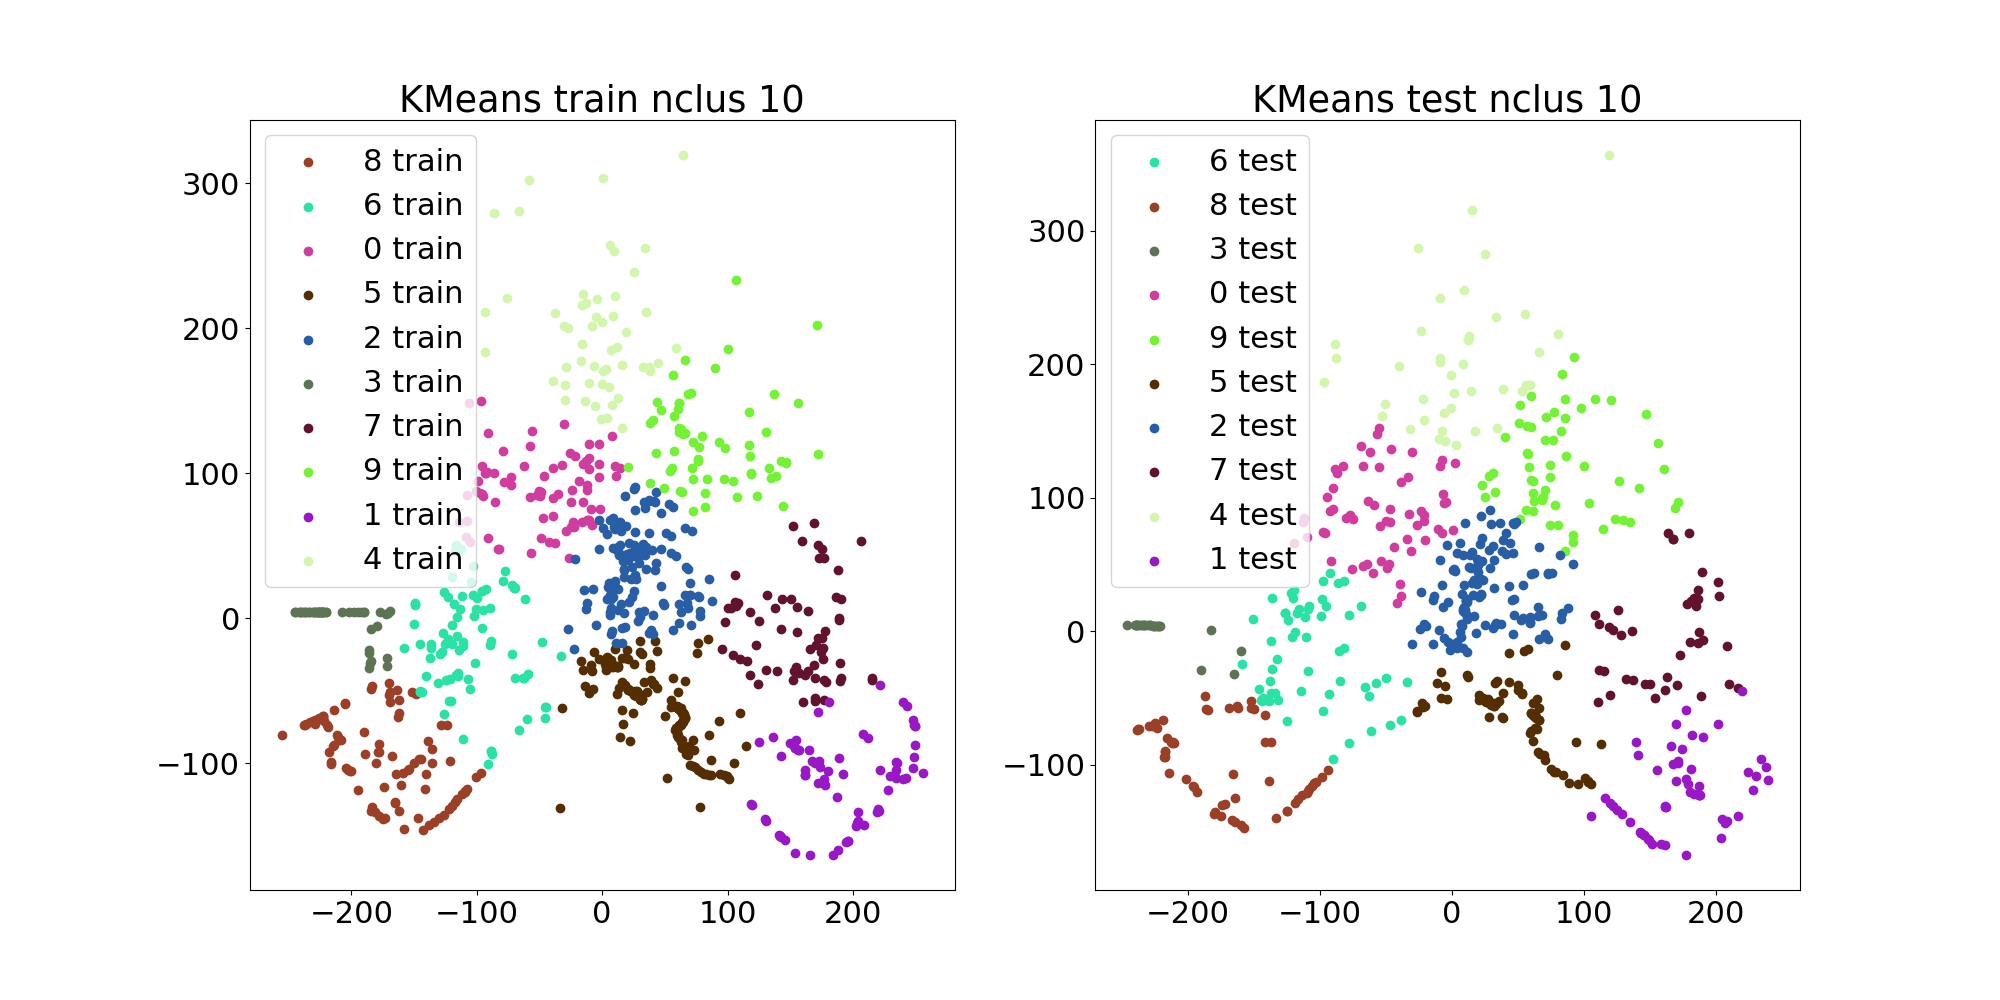 KMeans train nclus 10
8 train
6 train
0 train
5 train
2 train
3 train
7 train
9 train
1 train
4 train
300
200
100
0
−100
−200 −100 0 100 200
KMeans test nclus 10
6 test
8 test
3 test
0 test
9 test
5 test
2 test
7 test
4 test
1 test
300
200
100
0
−100
−200 −100 0 100 200